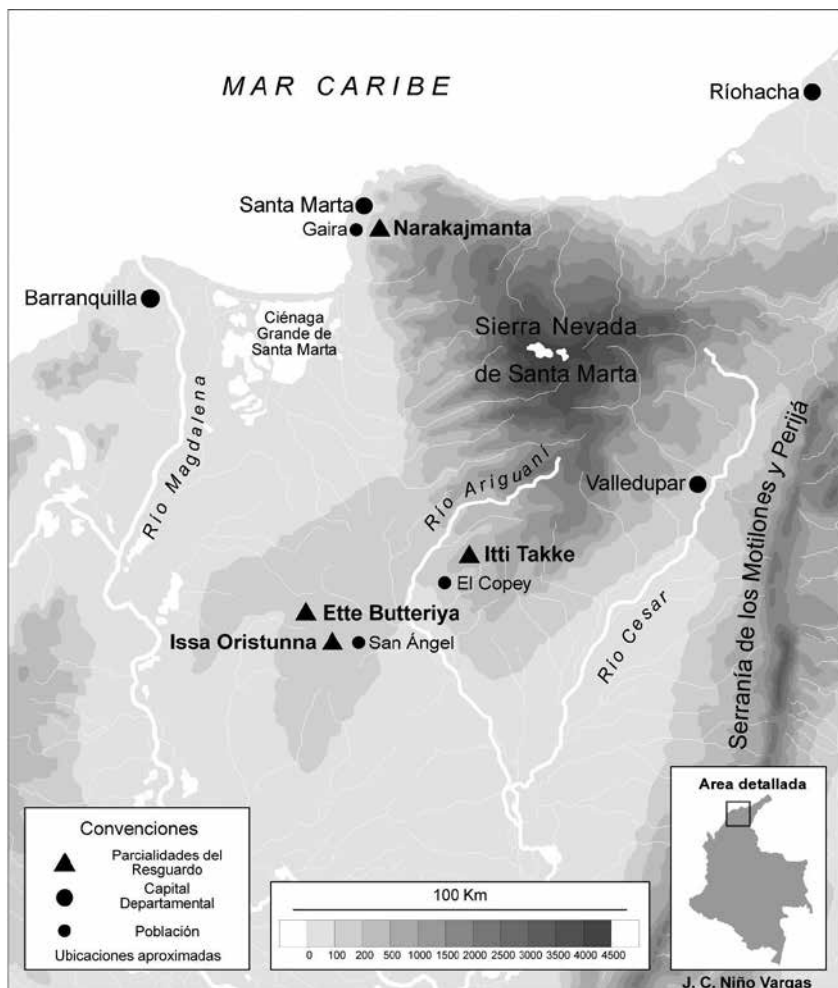 MAR CARIBE
Ríohacha
Santa Marta
Gaira
Narakajmanta
Barranquilla
Ciénaga
Grande de
Santa Marta
Sierra Nevada
de Santa Marta
Río Magdalena
Río Ariguaní
Valledupar
Serranía de los Motilones y Perijá
Itti Takke
El Copey
Ette Butteriya
Issa Oristunna
San Ángel
Río Cesar
Convenciones
Parcialidades del
Resguardo
Capital
Departamental
Población
Ubicaciones aproximadas
100 Km
0 100 200 500 1000 1500 2000 2500 3000 3500 4000 4500
Area detallada
J. C. Niño Vargas